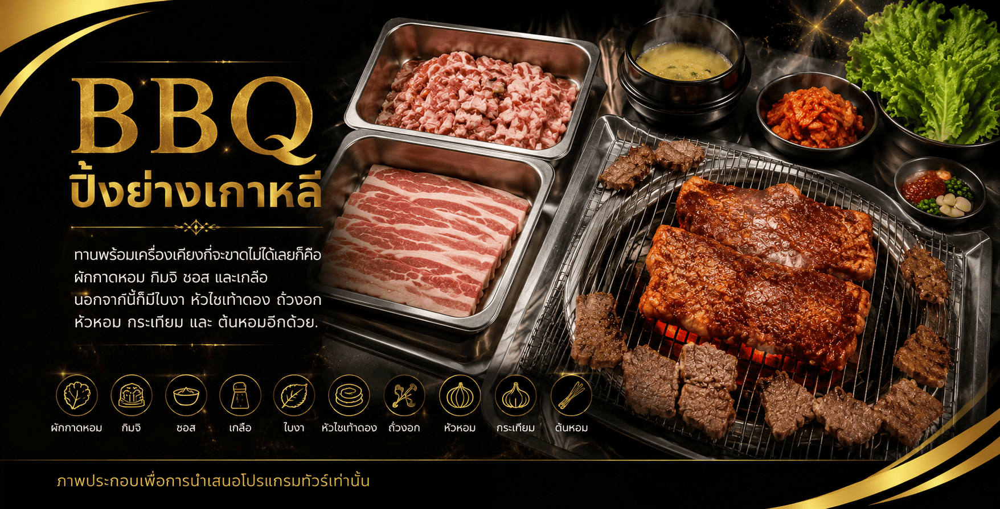 BBQ
ปิ้งย่างเกาหลี
ทานพร้อมเครื่องเคียงกี่จะขาดไม่ได้เลยก็คือ
ผักกาดหอม กิมจิ ซอส และเกลือ
นอกจากนี้ก็มีใบงา หัวไชเท้าดอง ถั่วงอก
หัวหอม กระเทียม และ ต้นหอมอีกด้วย.
ผักกาดหอม กิมจิ ซอส เกลือ ใบงา หัวไชเท้าดอง ถั่วงอก หัวหอม กระเทียม ต้นหอม
ภาพประกอบเพื่อการนำเสนอโปรแกรมทัวร์เท่านั้น